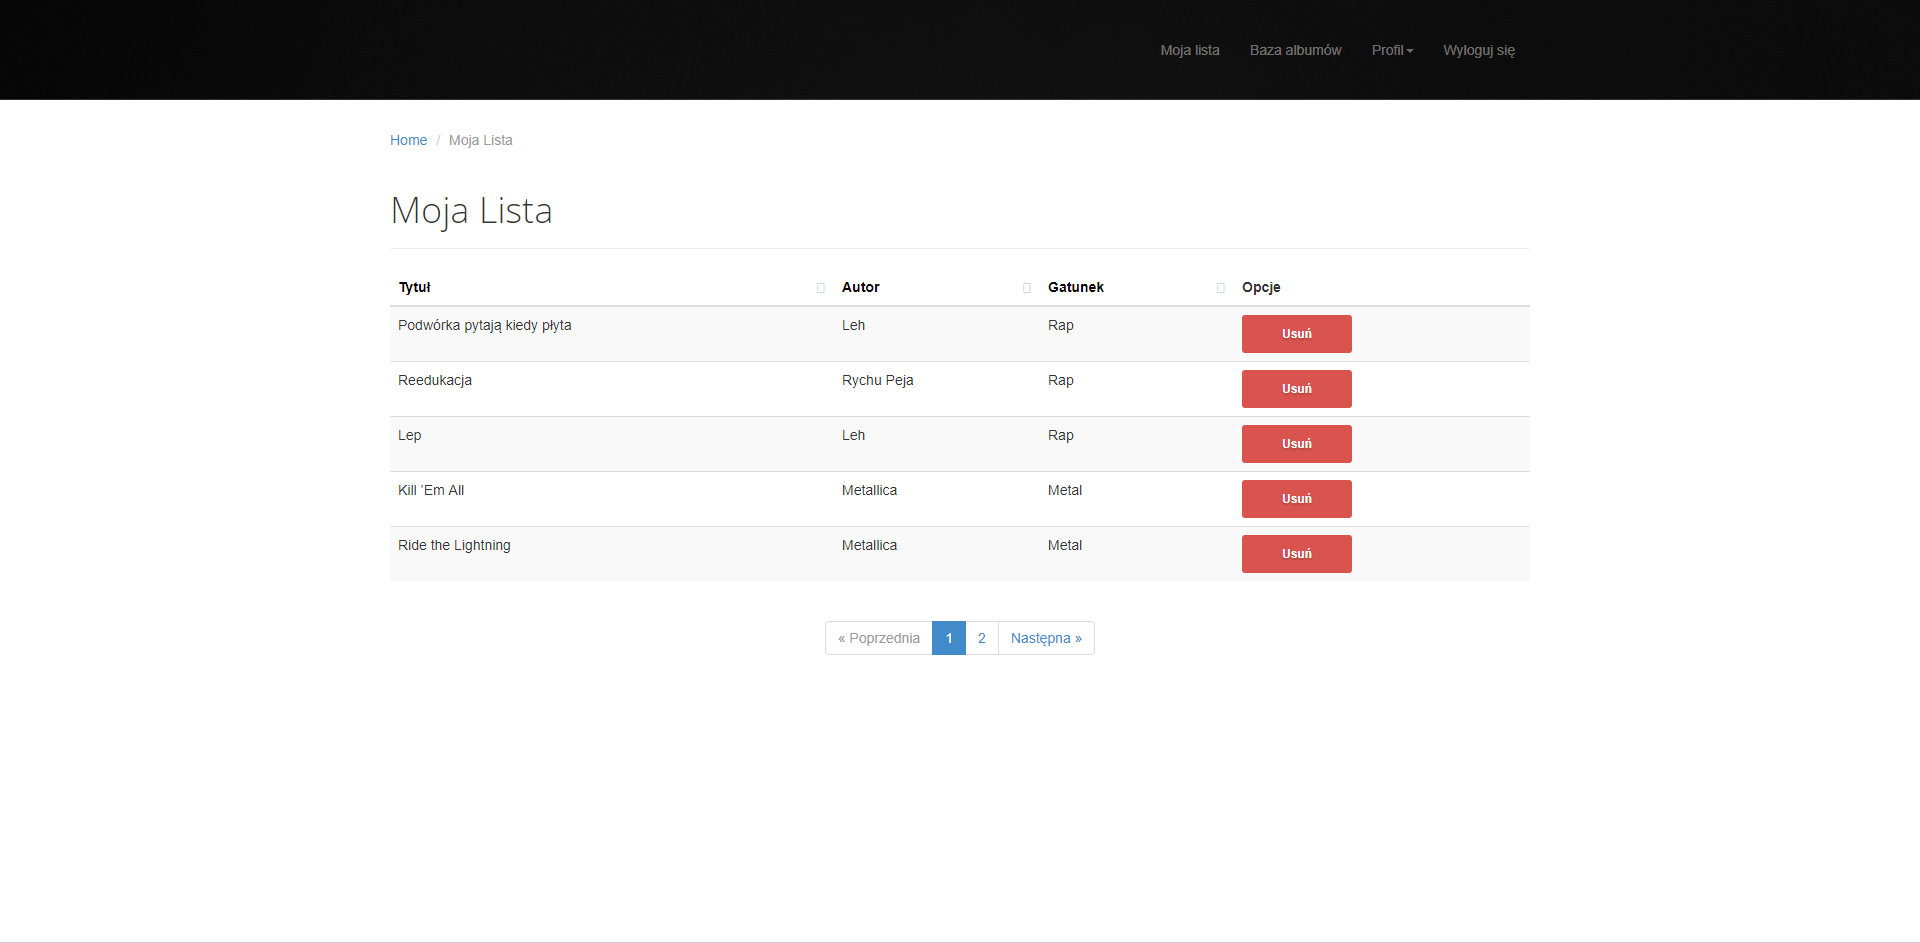 Moja lista Baza albumów Profil Wyloguj się
Home / Moja Lista
Moja Lista
Tytuł Autor Gatunek Opcje
Podwórka pytają kiedy płyta Leh Rap Usuń
Reedukacja Rychu Peja Rap Usuń
Lep Leh Rap Usuń
Kill 'Em All Metallica Metal Usuń
Ride the Lightning Metallica Metal Usuń
« Poprzednia 1 2 Następna »